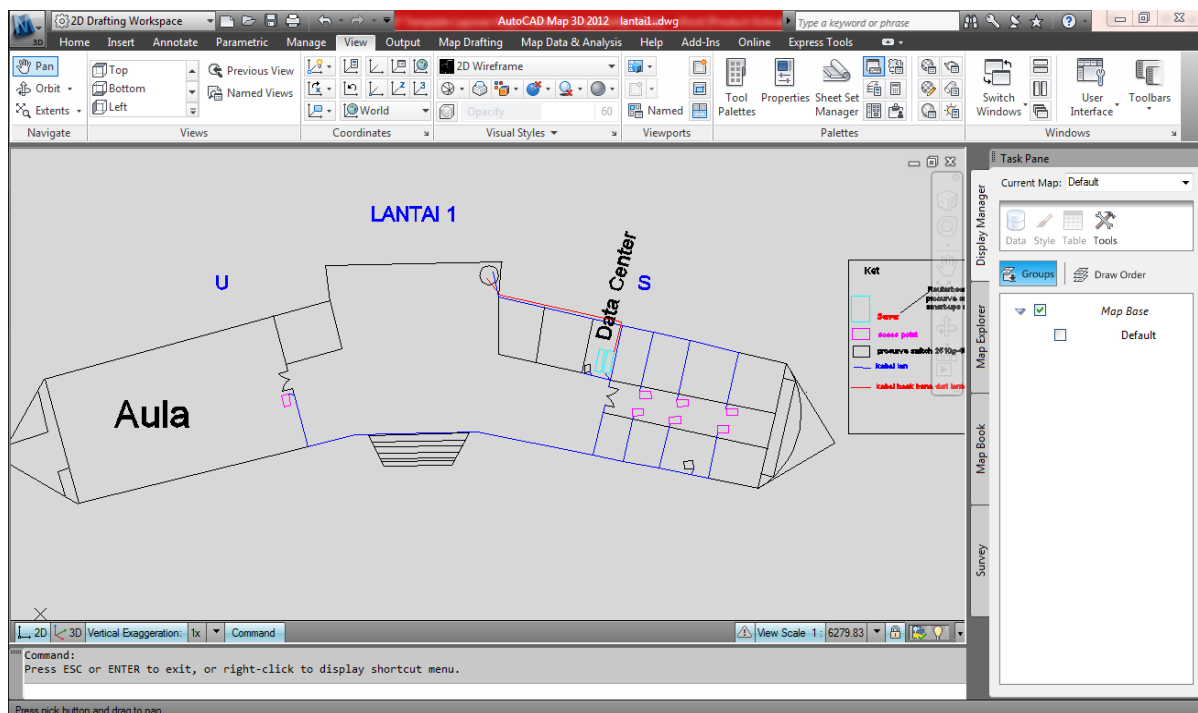 2D Drafting Workspace
AutoCAD Map 3D 2012 lantai1..dwg
Type a keyword or phrase
3D
Home Insert Annotate Parametric Manage View Output Map Drafting Map Data & Analysis Help Add-Ins Online Express Tools
Pan
Orbit
Extents
Navigate
Top
Bottom
Left
Previous View
Named Views
Views
World
Coordinates
2D Wireframe
Opacity 60
Visual Styles
Named
Viewports
Tool Palettes
Properties
Sheet Set Manager
Palettes
Switch Windows
User Interface
Toolbars
Windows
LANTAI 1
U
S
Data Center
Aula
Ket
Server
acces point
procurve switch
kabel lan
Task Pane
Current Map: Default
Data Style Table Tools
Groups
Draw Order
Map Base
Default
Display Manager
Map Explorer
Map Book
Survey
2D 3D Vertical Exaggeration: 1x Command
View Scale 1 : 6279.83
Command:
Press ESC or ENTER to exit, or right-click to display shortcut menu.
Press pick button and drag to pan.